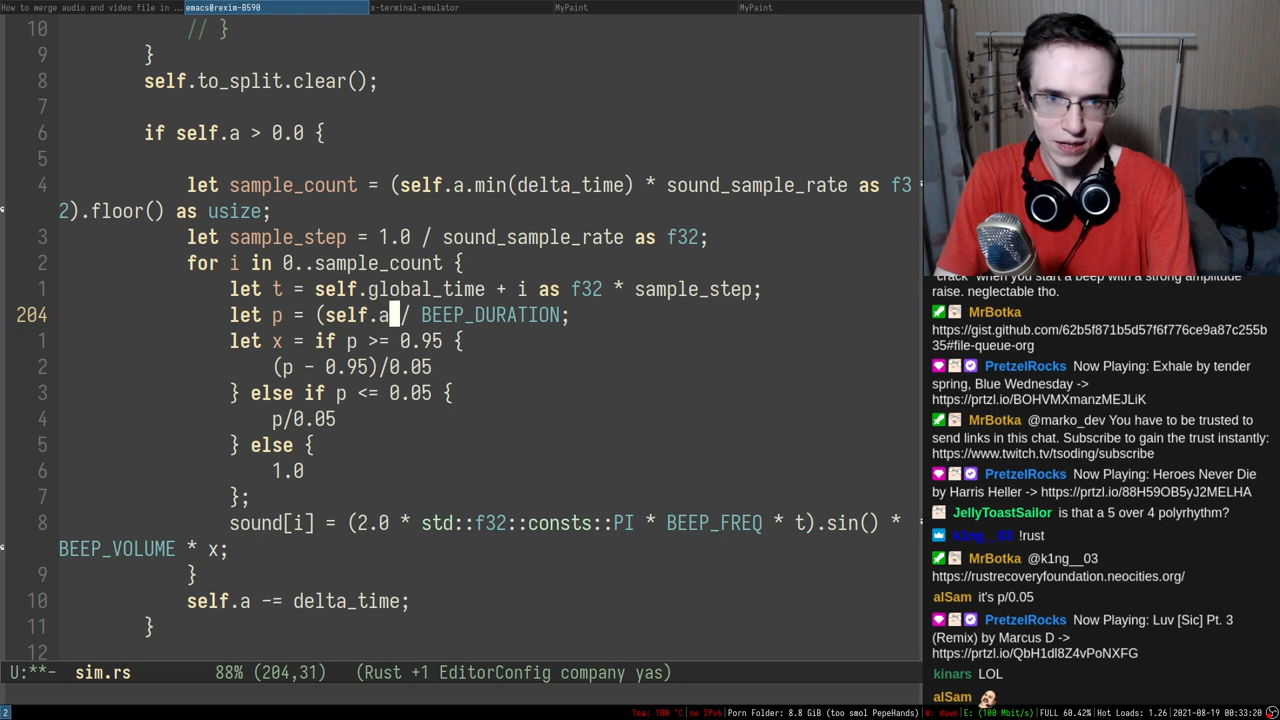 How to merge audio and video file in ...
emacs@rexim-B590
x-terminal-emulator
MyPaint
MyPaint
10 // }
9 }
8 self.to_split.clear();
7
6 if self.a > 0.0 {
5
4 let sample_count = (self.a.min(delta_time) * sound_sample_rate as f3
2).floor() as usize;
3 let sample_step = 1.0 / sound_sample_rate as f32;
2 for i in 0..sample_count {
1 let t = self.global_time + i as f32 * sample_step;
204 let p = (self.a / BEEP_DURATION;
1 let x = if p >= 0.95 {
2 (p - 0.95)/0.05
3 } else if p <= 0.05 {
4 p/0.05
5 } else {
6 1.0
7 };
8 sound[i] = (2.0 * std::f32::consts::PI * BEEP_FREQ * t).sin() *
BEEP_VOLUME * x;
9 }
10 self.a -= delta_time;
11 }
12
U:**- sim.rs 88% (204,31) (Rust +1 EditorConfig company yas)
"crack" when you start a beep with a strong amplitude
raise. neglectable tho.
MrBotka
https://gist.github.com/62b5f871b5d57f6f776ce9a87c255b
35#file-queue-org
PretzelRocks Now Playing: Exhale by tender
spring, Blue Wednesday ->
https://prtzl.io/BOHVMXmanzMEJLiK
MrBotka @marko_dev You have to be trusted to
send links in this chat. Subscribe to gain the trust instantly:
https://www.twitch.tv/tsoding/subscribe
PretzelRocks Now Playing: Heroes Never Die
by Harris Heller -> https://prtzl.io/88H59OB5yJ2MELHA
JellyToastSailor is that a 5 over 4 polyrhythm?
k1ng__03 !rust
MrBotka @k1ng__03
https://rustrecoveryfoundation.neocities.org/
alSam it's p/0.05
PretzelRocks Now Playing: Luv [Sic] Pt. 3
(Remix) by Marcus D ->
https://prtzl.io/QbH1dl8Z4vPoNXFG
kinars LOL
alSam
2 Tea: 100 °C|no IPv6|Porn Folder: 8.8 GiB (too smol PepeHands)|W: down|E: (100 Mbit/s)|FULL 60.42%|Hot Loads: 1.26|2021-08-19 00:33:20